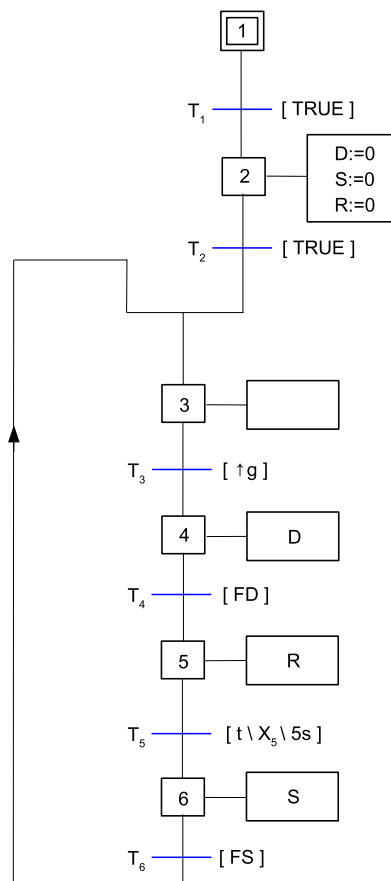 1
T₁ [ TRUE ]
2
D:=0
S:=0
R:=0
T₂ [ TRUE ]
3
T₃ [ ↑g ]
4 D
T₄ [ FD ]
5 R
T₅ [ t \ X₅ \ 5s ]
6 S
T₆ [ FS ]